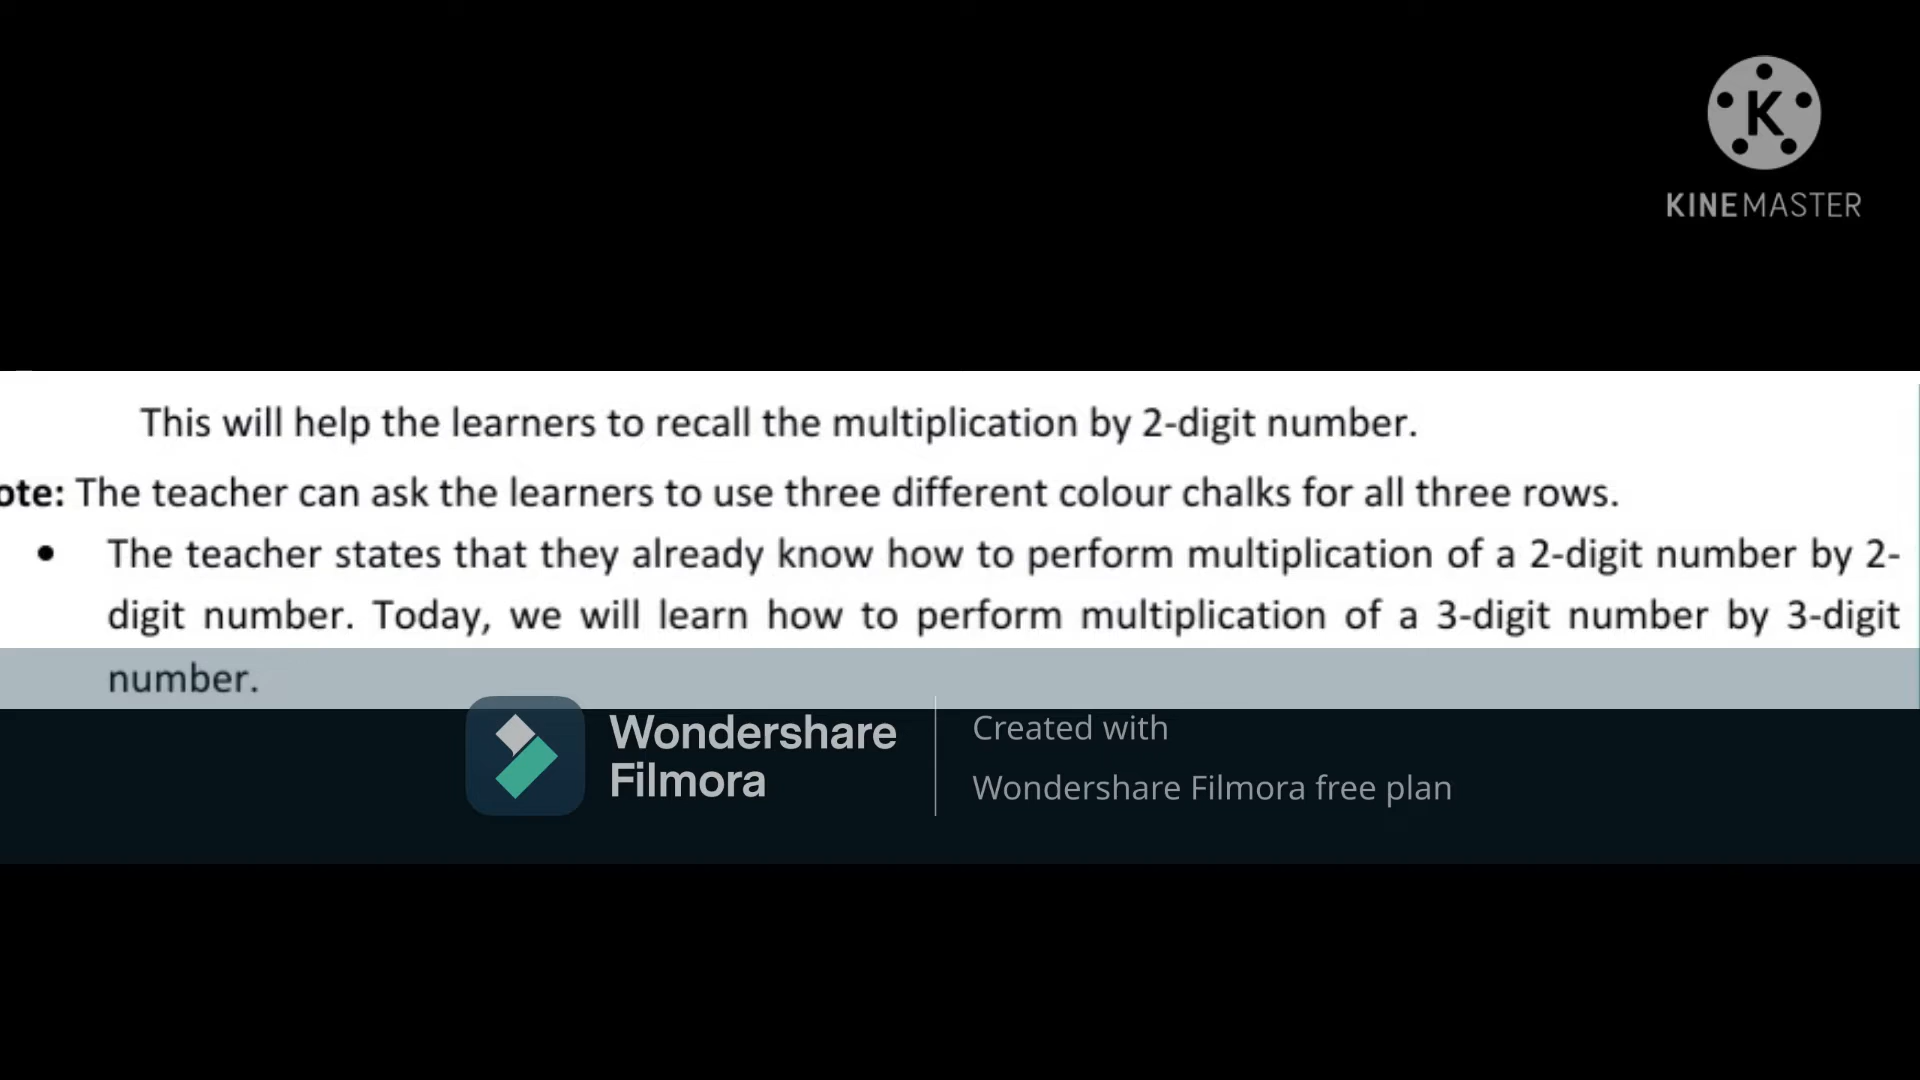 K
KINEMASTER
This will help the learners to recall the multiplication by 2-digit number.
ote: The teacher can ask the learners to use three different colour chalks for all three rows.
• The teacher states that they already know how to perform multiplication of a 2-digit number by 2-
digit number. Today, we will learn how to perform multiplication of a 3-digit number by 3-digit
number.
Wondershare
Filmora
Created with
Wondershare Filmora free plan